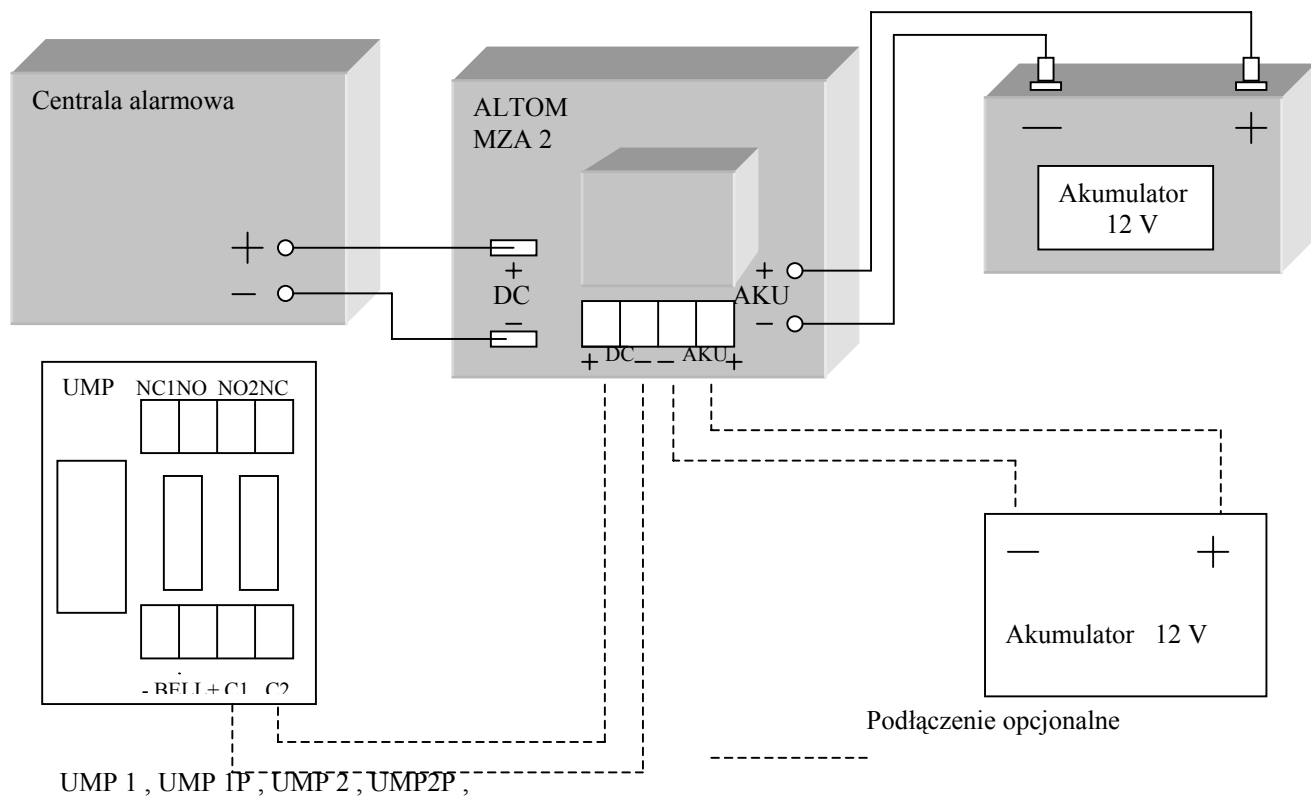 Centrala alarmowa
+
−
ALTOM
MZA 2
+
DC
−
+
AKU
−
+ DC − − AKU +
− +
Akumulator
12 V
UMP NC1NO NO2NC
- BELL+ C1 C2
− +
Akumulator 12 V
Podłączenie opcjonalne
UMP 1 , UMP 1P , UMP 2 , UMP2P ,